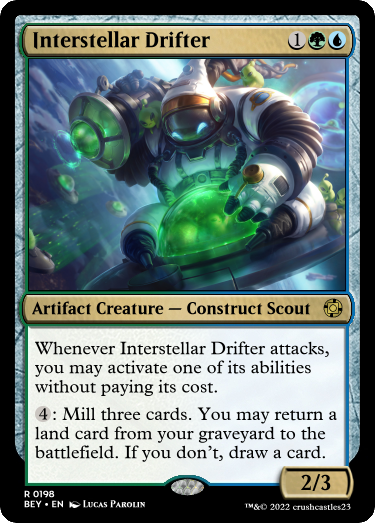 Interstellar Drifter 1
Artifact Creature — Construct Scout
Whenever Interstellar Drifter attacks,
you may activate one of its abilities
without paying its cost.
4: Mill three cards. You may return a
land card from your graveyard to the
battlefield. If you don't, draw a card.
2/3
R 0198
BEY • EN Lucas Parolin
™&© 2022 crushcastles23